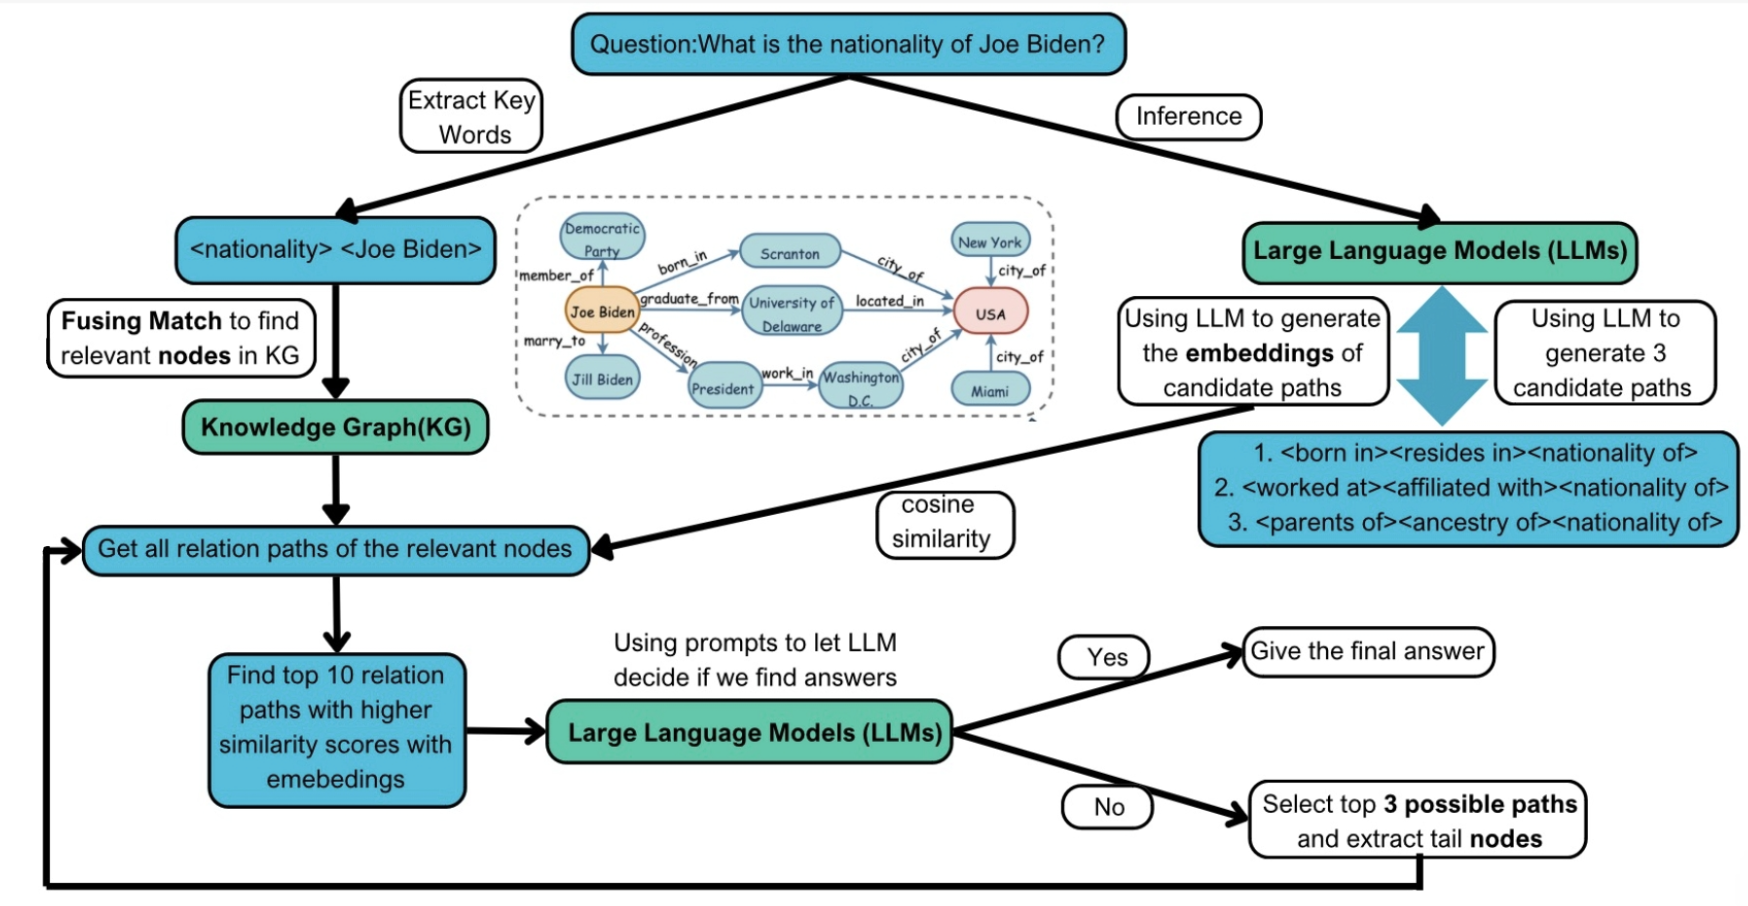 Question:What is the nationality of Joe Biden?
Extract Key
Words
Inference
<nationality> <Joe Biden>
Large Language Models (LLMs)
Democratic
Party
member_of
Joe Biden
marry_to
Jill Biden
born_in
Scranton
city_of
graduate_from
University of
Delaware
located_in
profession
President
work_in
Washington
D.C.
city_of
New York
city_of
USA
city_of
Miami
Fusing Match to find
relevant nodes in KG
Knowledge Graph(KG)
Using LLM to generate
the embeddings of
candidate paths
Using LLM to
generate 3
candidate paths
1. <born in><resides in><nationality of>
2. <worked at><affiliated with><nationality of>
3. <parents of><ancestry of><nationality of>
cosine
similarity
Get all relation paths of the relevant nodes
Find top 10 relation
paths with higher
similarity scores with
emebedings
Using prompts to let LLM
decide if we find answers
Large Language Models (LLMs)
Yes
Give the final answer
No
Select top 3 possible paths
and extract tail nodes